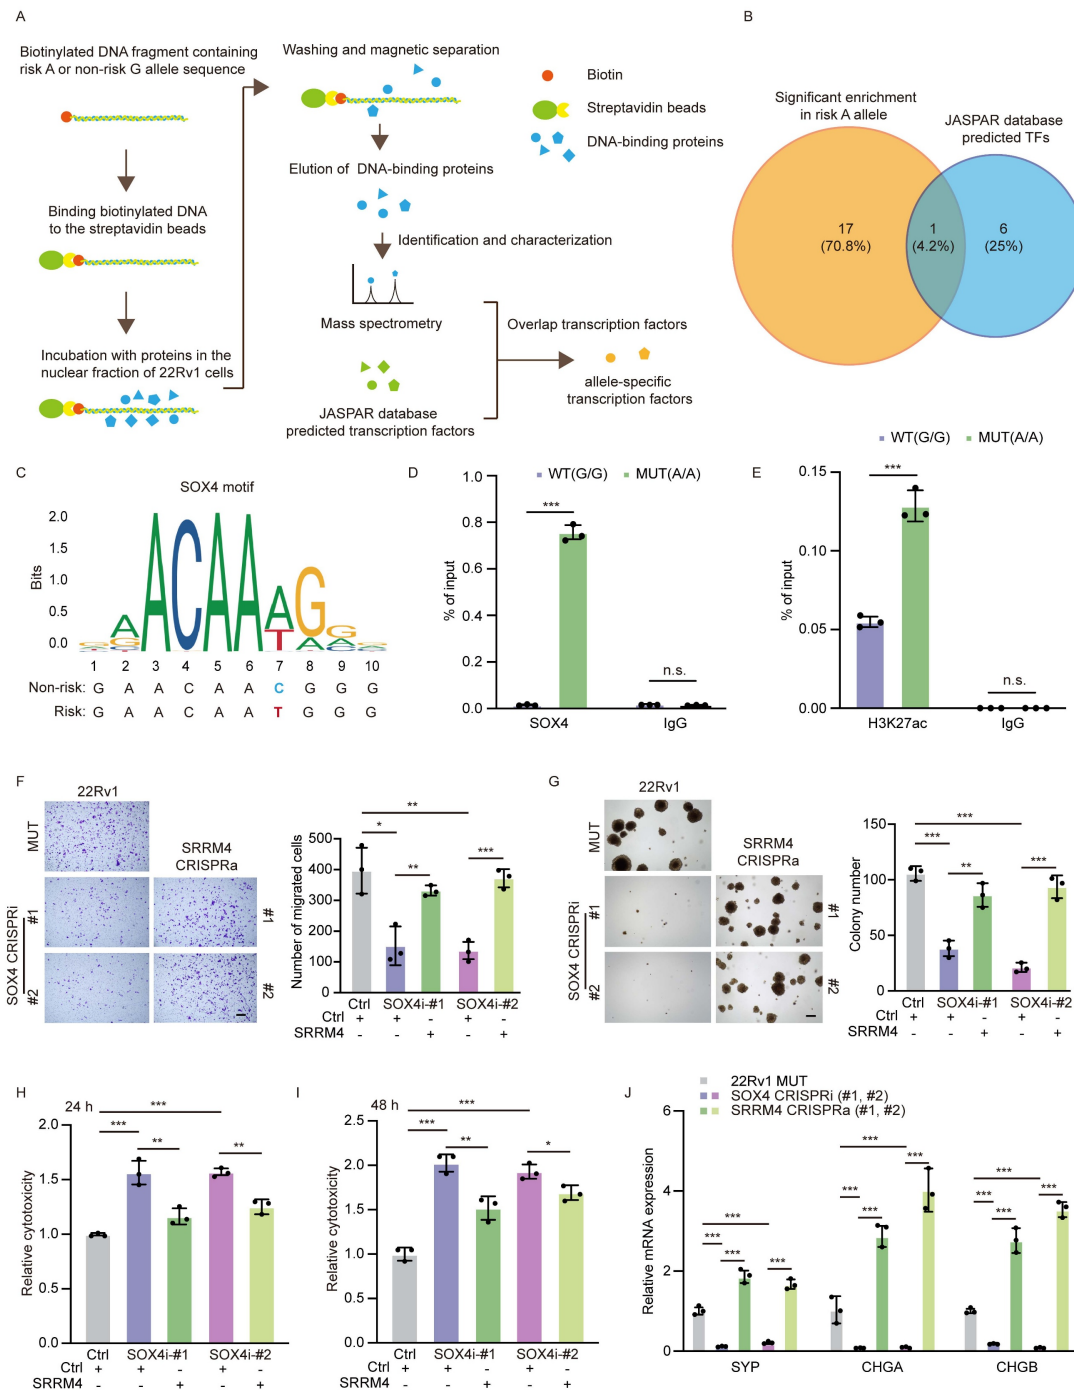 A
Biotinylated DNA fragment containing
risk A or non-risk G allele sequence
Binding biotinylated DNA
to the streptavidin beads
Incubation with proteins in the
nuclear fraction of 22Rv1 cells
Washing and magnetic separation
Elution of DNA-binding proteins
Identification and characterization
Mass spectrometry
JASPAR database
predicted transcription factors
Overlap transcription factors
allele-specific
transcription factors
Biotin
Streptavidin beads
DNA-binding proteins
B
Significant enrichment
in risk A allele
JASPAR database
predicted TFs
17
(70.8%)
1
(4.2%)
6
(25%)
C
SOX4 motif
Bits
2.0
1.5
1.0
0.5
0.0
1 2 3 4 5 6 7 8 9 10
Non-risk: G A A C A A C G G G
Risk: G A A C A A T G G G
D
WT(G/G) MUT(A/A)
% of input
1.0
0.8
0.6
0.4
0.2
0.0
***
n.s.
SOX4 IgG
E
WT(G/G) MUT(A/A)
% of input
0.15
0.10
0.05
0.00
***
n.s.
H3K27ac IgG
F
22Rv1
MUT
SRRM4
CRISPRa
SOX4 CRISPRi
#1
#2
#1
#2
Number of migrated cells
500
400
300
200
100
0
**
*
**
***
Ctrl SOX4i-#1 SOX4i-#2
Ctrl + + - + -
SRRM4 - - + - +
G
22Rv1
MUT
SRRM4
CRISPRa
SOX4 CRISPRi
#1
#2
#1
#2
Colony number
150
100
50
0
***
***
**
***
Ctrl SOX4i-#1 SOX4i-#2
Ctrl + + - + -
SRRM4 - - + - +
H
24 h
Relative cytotoxicity
2.0
1.5
1.0
0.5
0.0
***
***
**
**
Ctrl SOX4i-#1 SOX4i-#2
Ctrl + + - + -
SRRM4 - - + - +
I
48 h
Relative cytotoxicity
2.5
2.0
1.5
1.0
0.5
0.0
***
***
**
*
Ctrl SOX4i-#1 SOX4i-#2
Ctrl + + - + -
SRRM4 - - + - +
J
22Rv1 MUT
SOX4 CRISPRi (#1, #2)
SRRM4 CRISPRa (#1, #2)
Relative mRNA expression
6
4
2
0
***
***
***
***
***
***
***
***
***
***
***
***
SYP CHGA CHGB